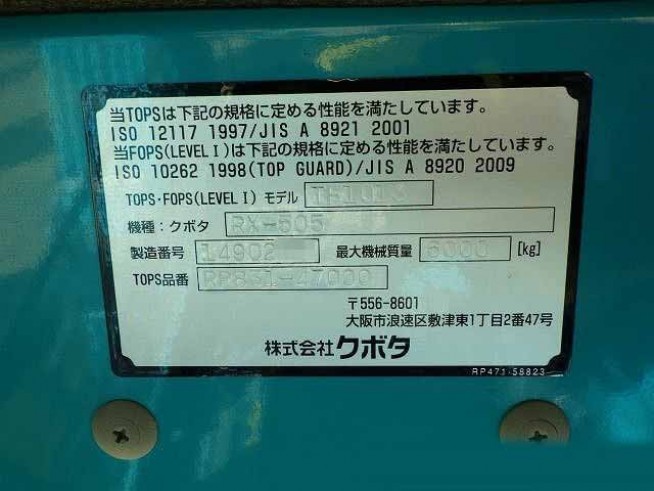 当TOPSは下記の規格に定める性能を満たしています。
ISO 12117 1997/JIS A 8921 2001
当FOPS(LEVEL I)は下記の規格に定める性能を満たしています。
ISO 10262 1998(TOP GUARD)/JIS A 8920 2009
TOPS・FOPS(LEVEL I) モデル
機種：クボタ RX-505
製造番号 14902 最大機械質量 6000 [kg]
TOPS品番
〒556-8601
大阪市浪速区敷津東1丁目2番47号
株式会社クボタ
RP471-58823